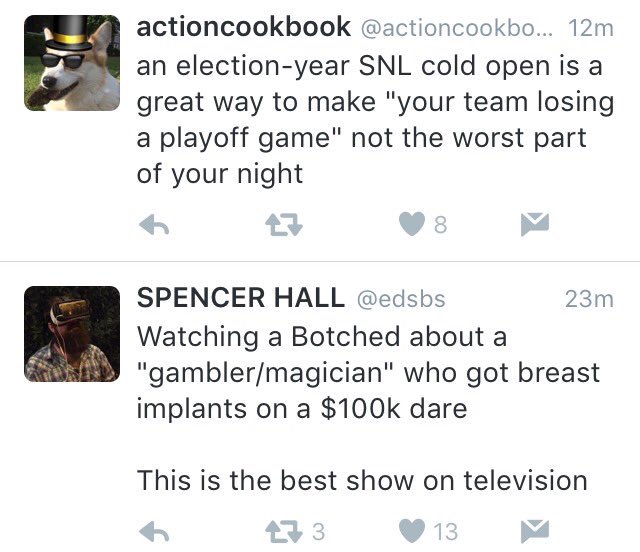 actioncookbook @actioncookbo... 12m
an election-year SNL cold open is a
great way to make "your team losing
a playoff game" not the worst part
of your night
8
SPENCER HALL @edsbs 23m
Watching a Botched about a
"gambler/magician" who got breast
implants on a $100k dare
This is the best show on television
3 13